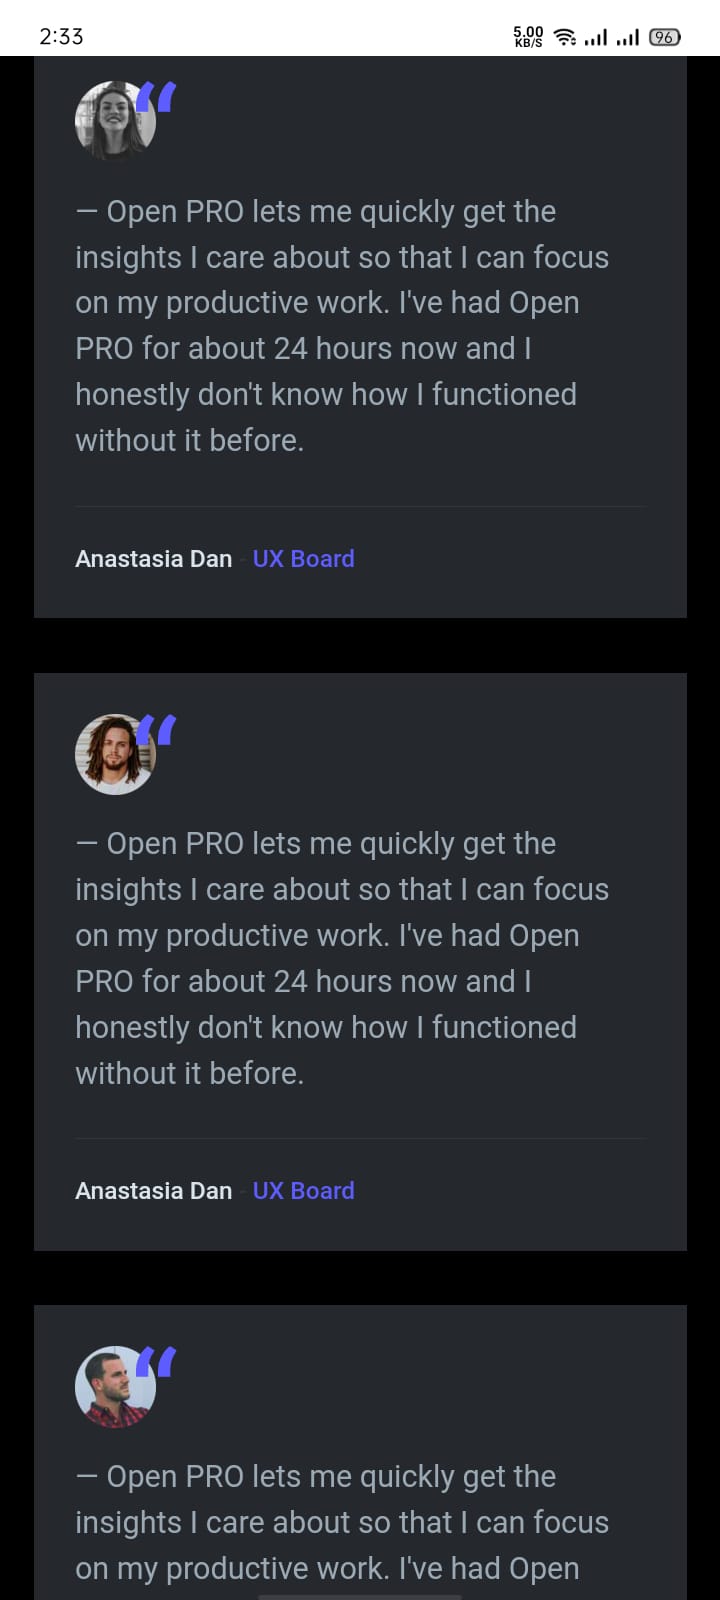 2:33 5.00 KB/S 96
— Open PRO lets me quickly get the
insights I care about so that I can focus
on my productive work. I've had Open
PRO for about 24 hours now and I
honestly don't know how I functioned
without it before.
Anastasia Dan - UX Board
— Open PRO lets me quickly get the
insights I care about so that I can focus
on my productive work. I've had Open
PRO for about 24 hours now and I
honestly don't know how I functioned
without it before.
Anastasia Dan - UX Board
— Open PRO lets me quickly get the
insights I care about so that I can focus
on my productive work. I've had Open